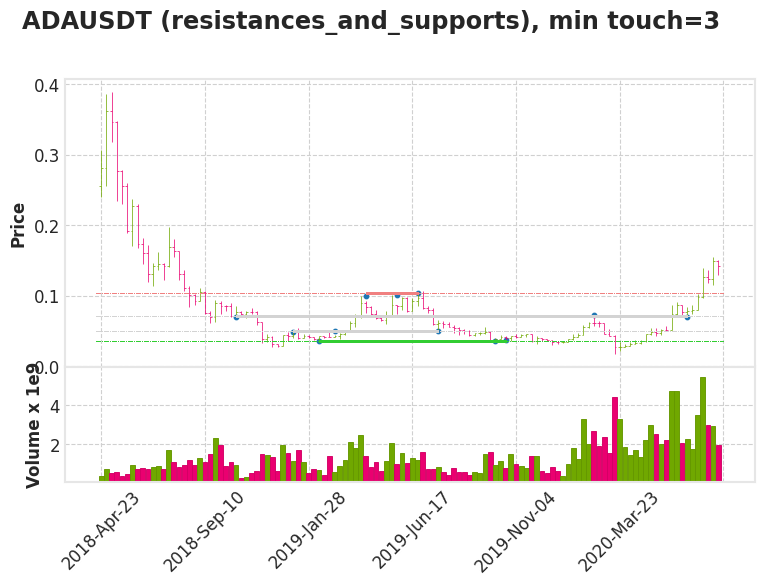 ADAUSDT (resistances_and_supports), min touch=3
Price
0.4
0.3
0.2
0.1
0.0
Volume x 1e9
4
2
2018-Apr-23
2018-Sep-10
2019-Jan-28
2019-Jun-17
2019-Nov-04
2020-Mar-23